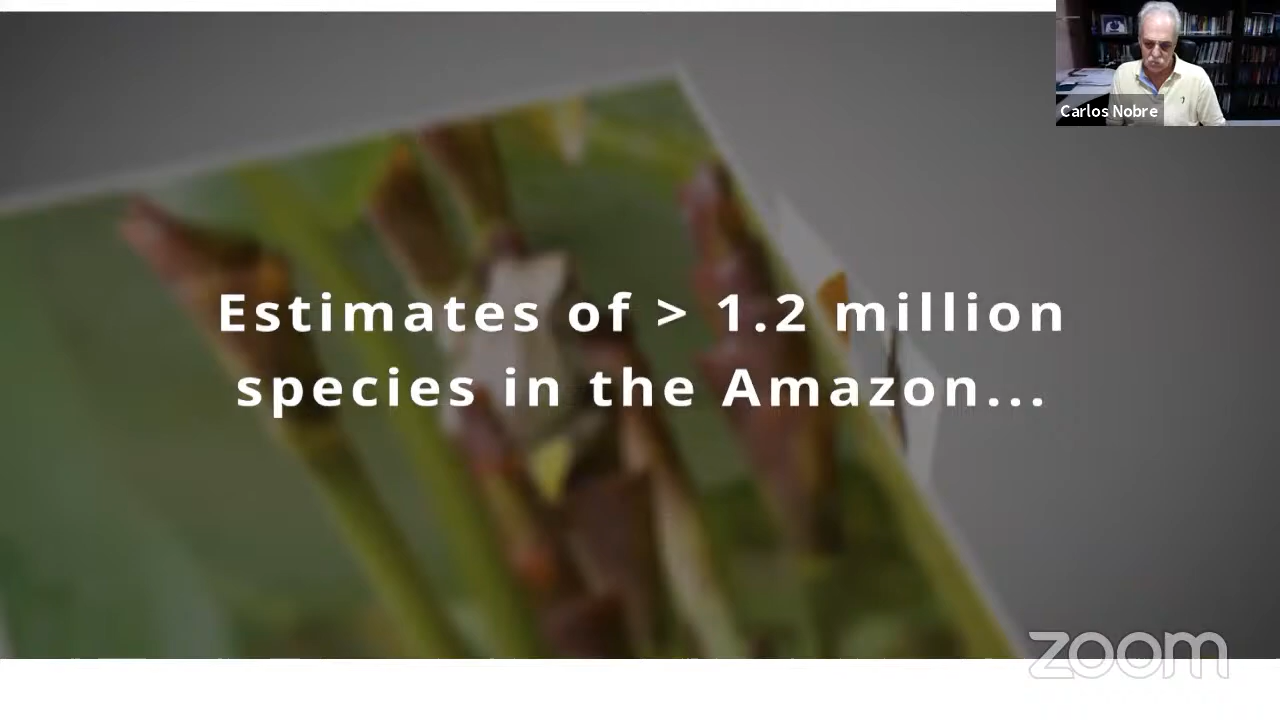 Carlos Nobre
Estimates of > 1.2 million
species in the Amazon...
zoom